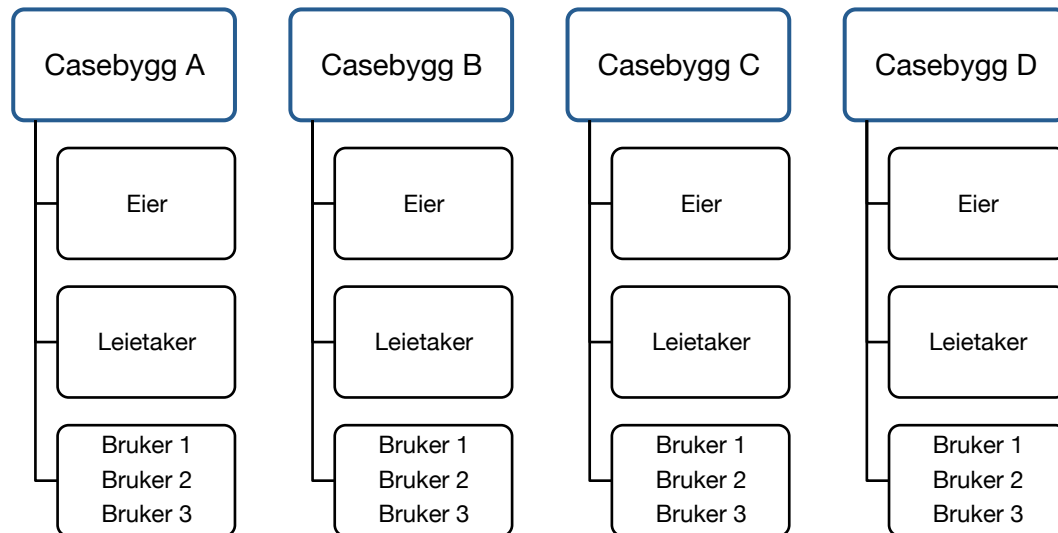 Casebygg A
Eier
Leietaker
Bruker 1
Bruker 2
Bruker 3
Casebygg B
Eier
Leietaker
Bruker 1
Bruker 2
Bruker 3
Casebygg C
Eier
Leietaker
Bruker 1
Bruker 2
Bruker 3
Casebygg D
Eier
Leietaker
Bruker 1
Bruker 2
Bruker 3